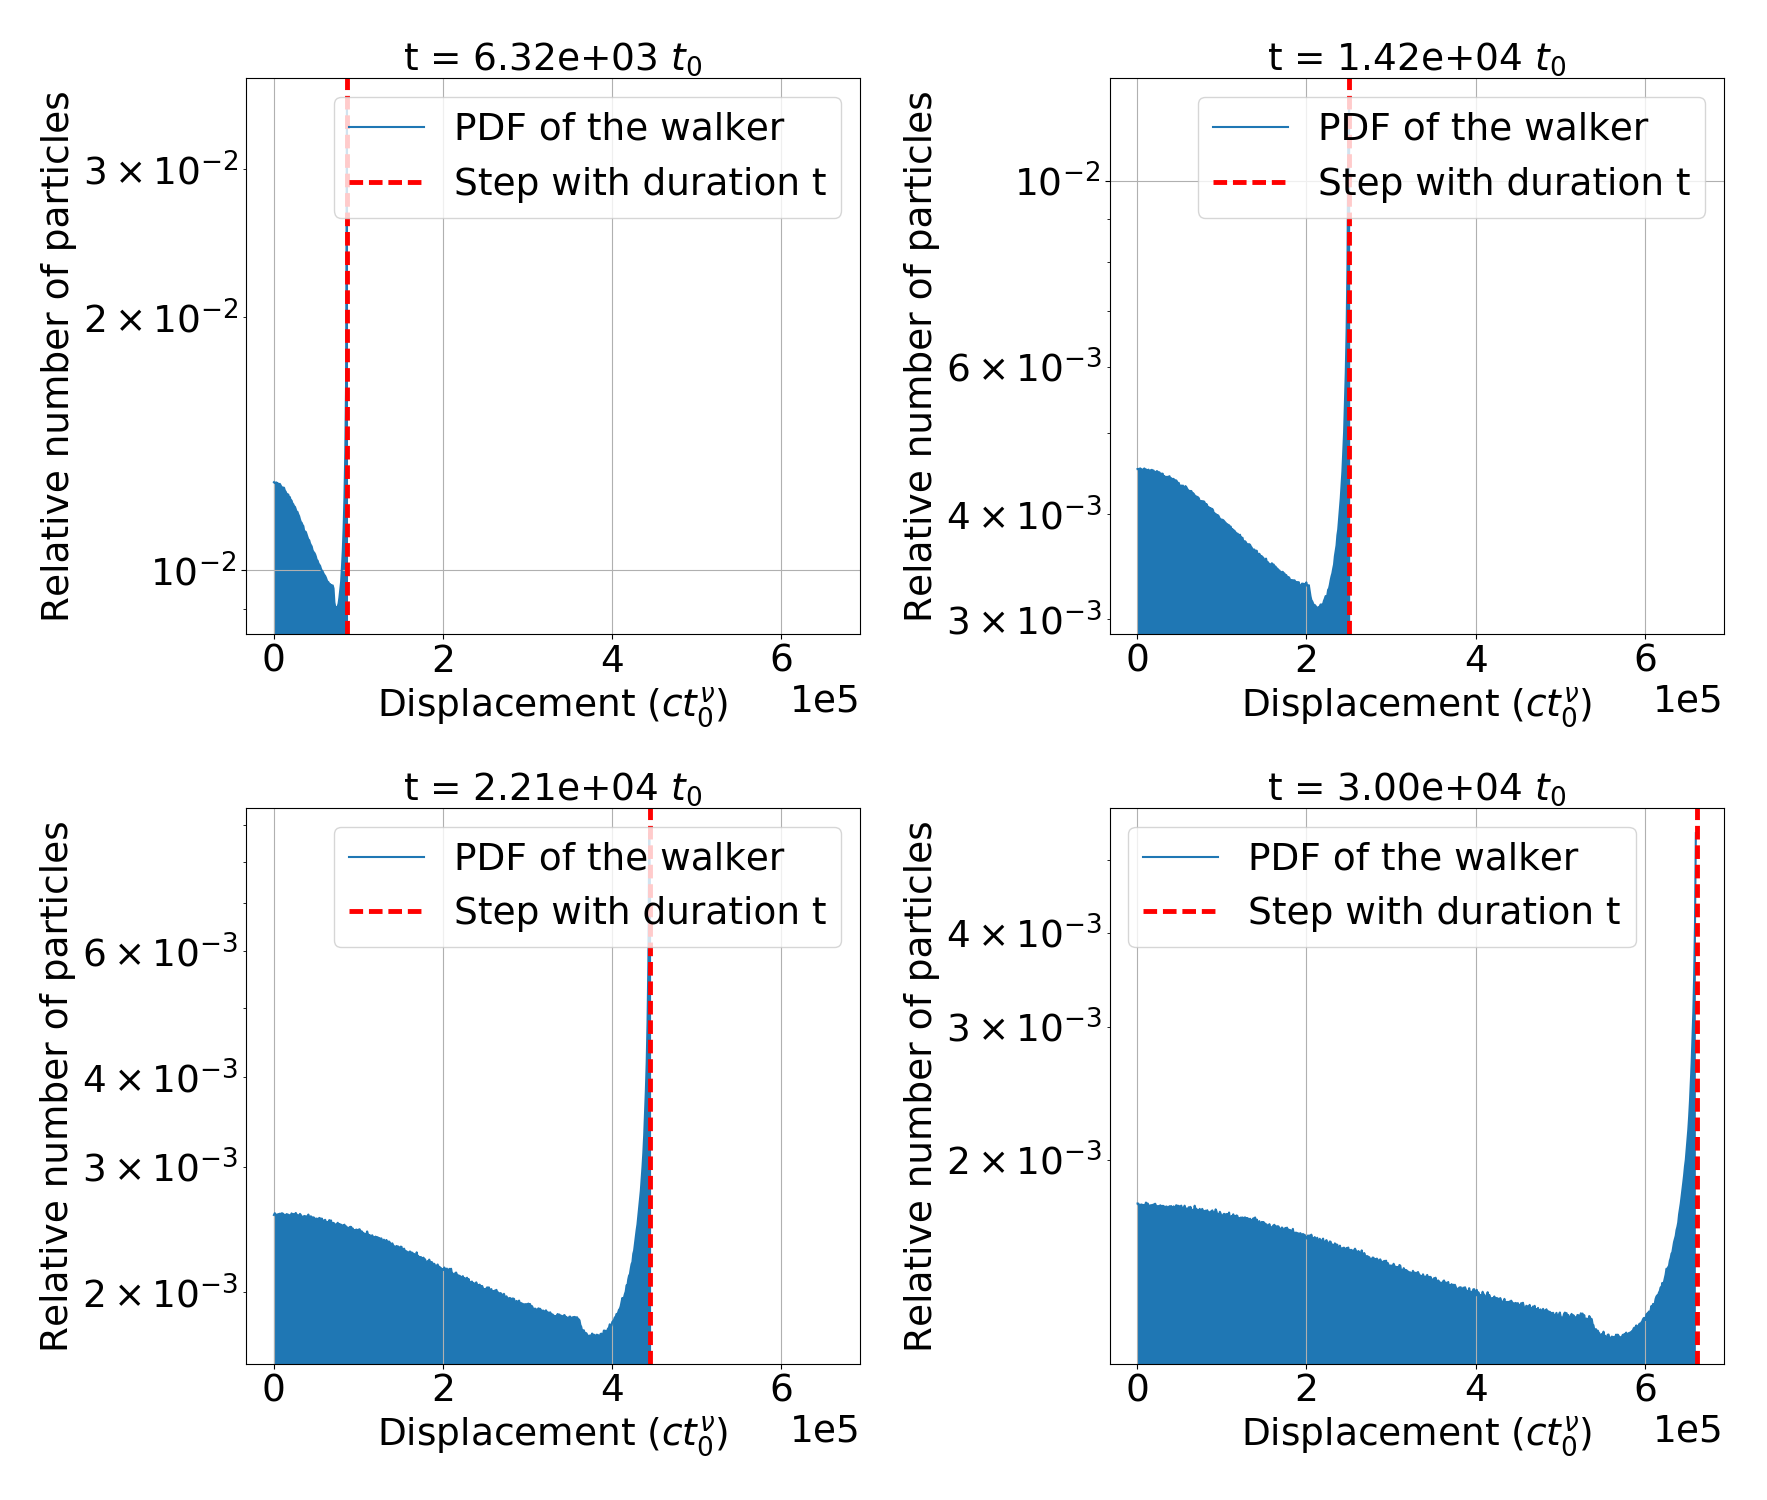 t = 6.32e+03 t₀
Relative number of particles
3 × 10⁻²
2 × 10⁻²
10⁻²
PDF of the walker
Step with duration t
0 2 4 6
1e5
Displacement (ct₀^ν)
t = 1.42e+04 t₀
Relative number of particles
10⁻²
6 × 10⁻³
4 × 10⁻³
3 × 10⁻³
PDF of the walker
Step with duration t
0 2 4 6
1e5
Displacement (ct₀^ν)
t = 2.21e+04 t₀
Relative number of particles
6 × 10⁻³
4 × 10⁻³
3 × 10⁻³
2 × 10⁻³
PDF of the walker
Step with duration t
0 2 4 6
1e5
Displacement (ct₀^ν)
t = 3.00e+04 t₀
Relative number of particles
4 × 10⁻³
3 × 10⁻³
2 × 10⁻³
PDF of the walker
Step with duration t
0 2 4 6
1e5
Displacement (ct₀^ν)